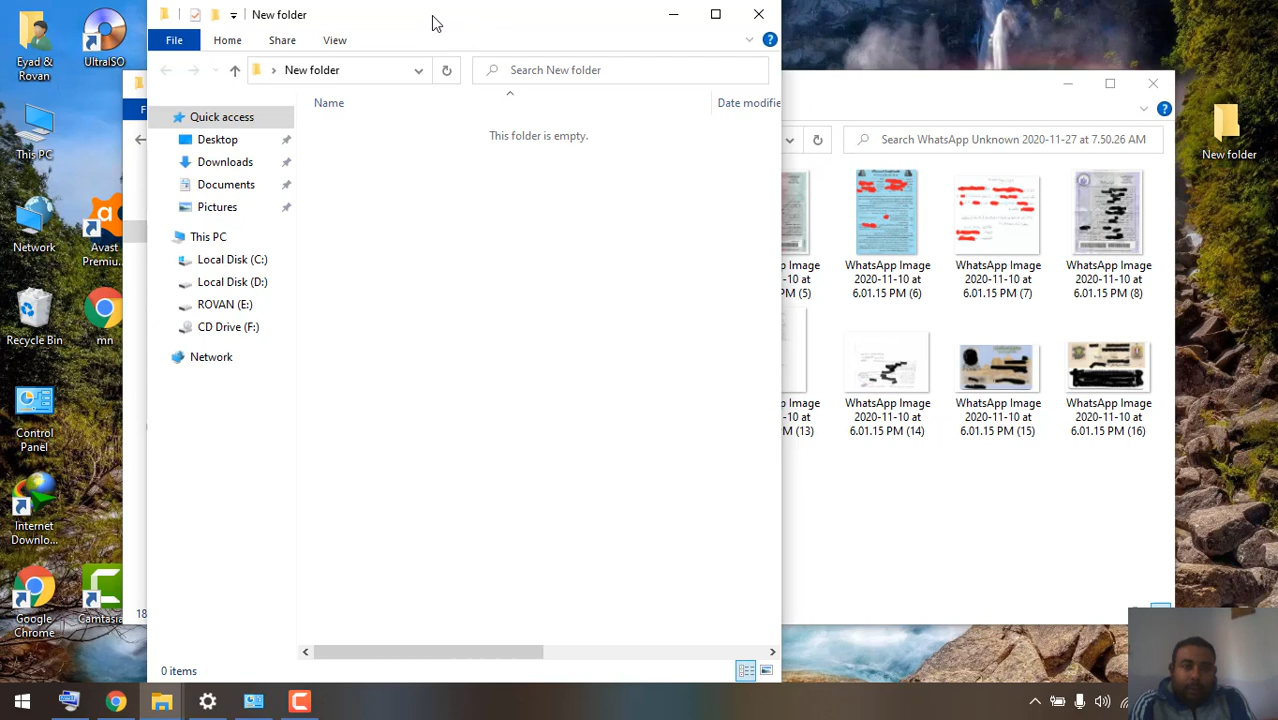 New folder
File
Home
Share
View
New folder
Search New folder
Name
Date modifie
This folder is empty.
Quick access
Desktop
Downloads
Documents
Pictures
This PC
Local Disk (C:)
Local Disk (D:)
ROVAN (E:)
CD Drive (F:)
Network
0 items
Eyad &
Rovan
UltraISO
This PC
Network
Avast
Premiu...
Recycle Bin
mn
Control
Panel
Internet
Downlo...
Google
Chrome
Camtasia
F
18
Search WhatsApp Unknown 2020-11-27 at 7.50.26 AM
New folder
App Image
11-10 at
PM (5)
WhatsApp Image
2020-11-10 at
6.01.15 PM (6)
WhatsApp Image
2020-11-10 at
6.01.15 PM (7)
WhatsApp Image
2020-11-10 at
6.01.15 PM (8)
App Image
11-10 at
PM (13)
WhatsApp Image
2020-11-10 at
6.01.15 PM (14)
WhatsApp Image
2020-11-10 at
6.01.15 PM (15)
WhatsApp Image
2020-11-10 at
6.01.15 PM (16)